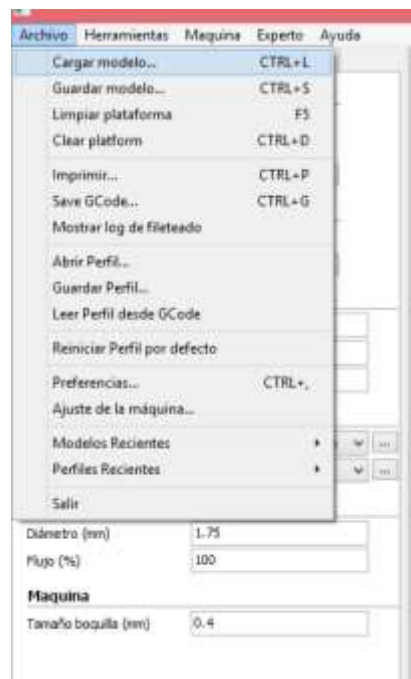 Archivo Herramientas Maquina Experto Ayuda
Cargar modelo... CTRL+L
Guardar modelo... CTRL+S
Limpiar plataforma F5
Clear platform CTRL+D
Imprimir... CTRL+P
Save GCode... CTRL+G
Mostrar log de fileteado
Abrir Perfil...
Guardar Perfil...
Leer Perfil desde GCode
Reiniciar Perfil por defecto
Preferencias... CTRL+,
Ajuste de la máquina...
Modelos Recientes
Perfiles Recientes
Salir
Diámetro (mm) 1.75
Flujo (%) 100
Maquina
Tamaño boquilla (mm) 0.4